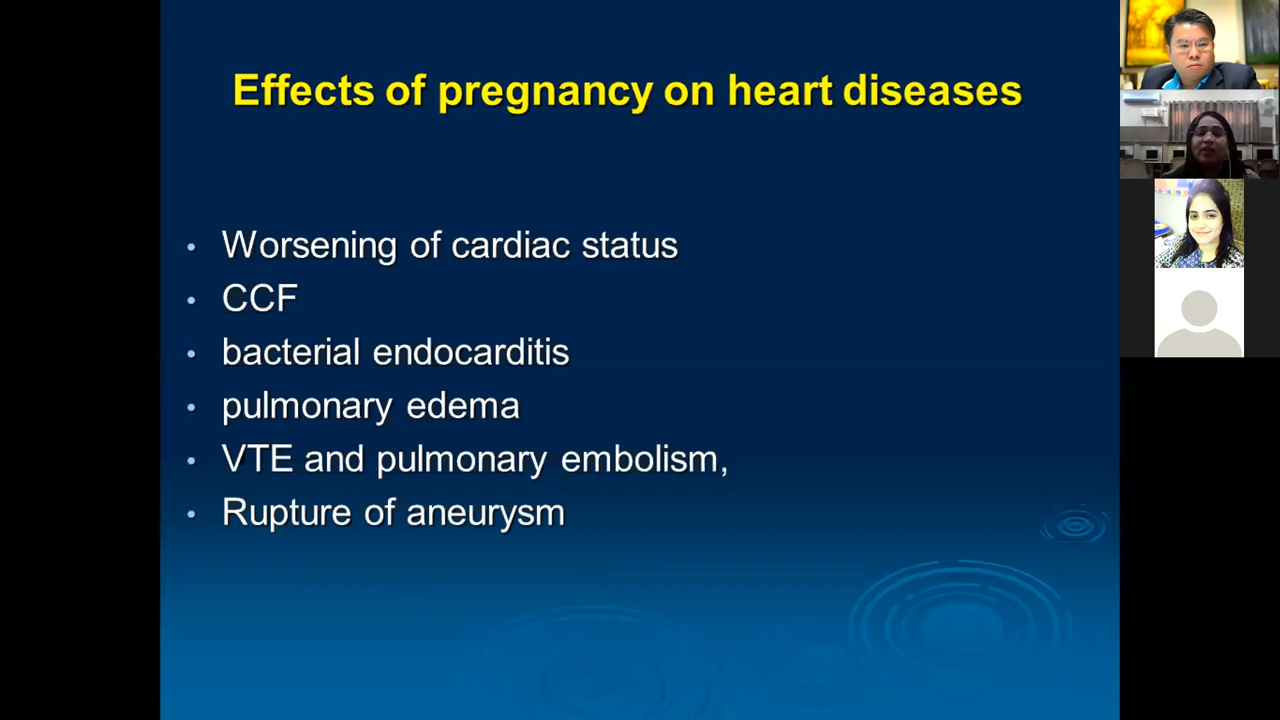 Effects of pregnancy on heart diseases
• Worsening of cardiac status
• CCF
• bacterial endocarditis
• pulmonary edema
• VTE and pulmonary embolism,
• Rupture of aneurysm